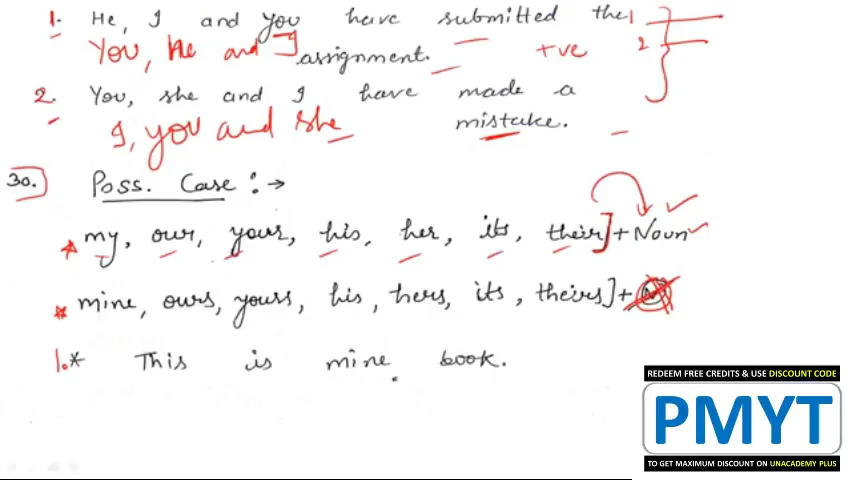 1. He, I and you have submitted the 1
You, He and I assignment. +ve 2
2. You, she and I have made a
I, you and she mistake.
30. Poss. Case :→
* my, our, your, his, her, its, their] + Noun
* mine, ours, yours, his, hers, its, theirs] + N
1.* This is mine book.
REDEEM FREE CREDITS & USE DISCOUNT CODE
PMYT
TO GET MAXIMUM DISCOUNT ON UNACADEMY PLUS